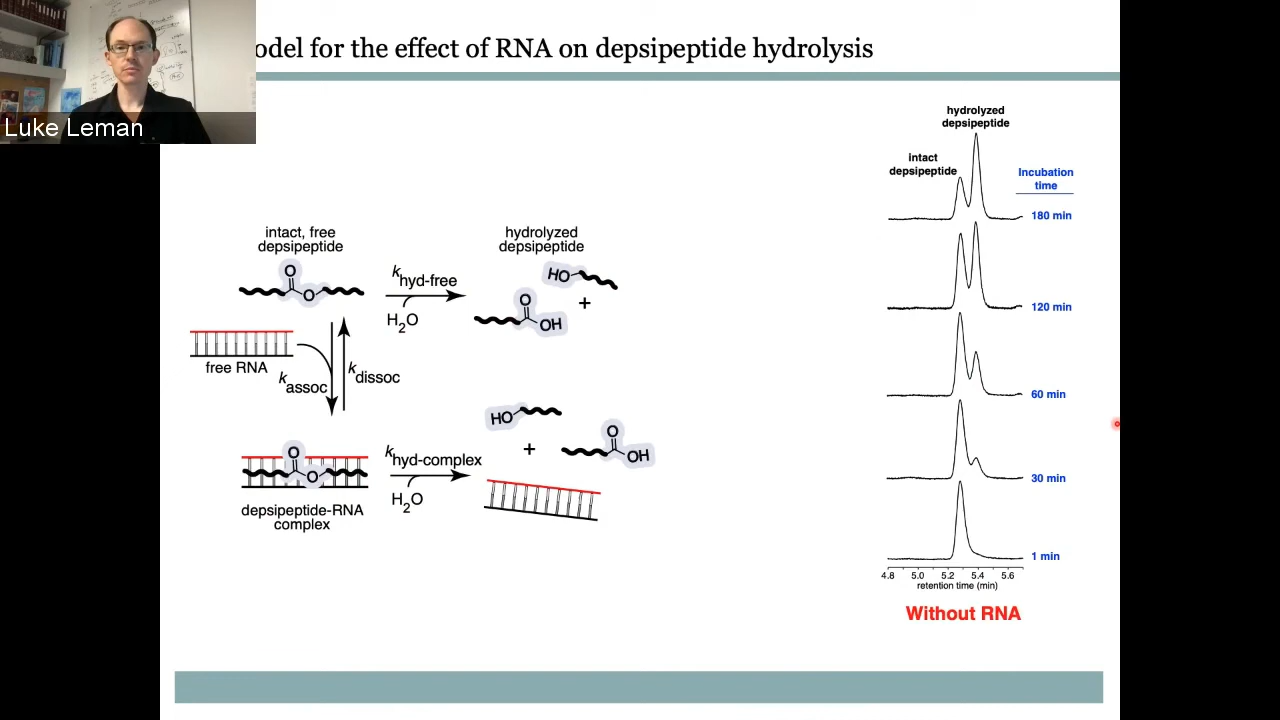 odel for the effect of RNA on depsipeptide hydrolysis
Luke Leman
intact, free
depsipeptide
O
O
k hyd-free
H2O
hydrolyzed
depsipeptide
HO
+
O
OH
free RNA
k assoc
k dissoc
O
O
depsipeptide-RNA
complex
k hyd-complex
H2O
HO
+
O
OH
hydrolyzed
depsipeptide
intact
depsipeptide
Incubation
time
180 min
120 min
60 min
30 min
1 min
4.8 5.0 5.2 5.4 5.6
retention time (min)
Without RNA